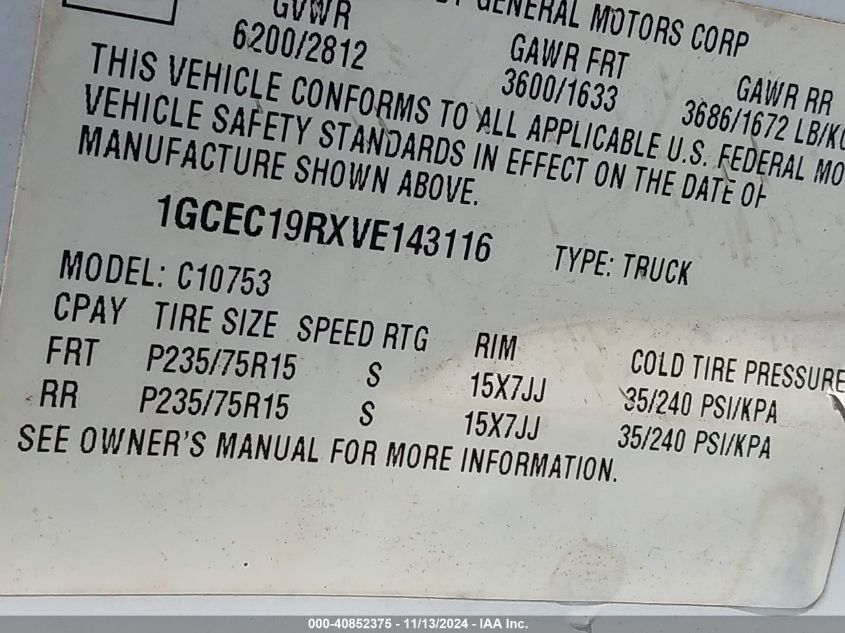 GENERAL MOTORS CORP
GVWR GAWR FRT GAWR RR
6200/2812 3600/1633 3686/1672 LB/KG
THIS VEHICLE CONFORMS TO ALL APPLICABLE U.S. FEDERAL MO
VEHICLE SAFETY STANDARDS IN EFFECT ON THE DATE OF
MANUFACTURE SHOWN ABOVE.
1GCEC19RXVE143116 TYPE: TRUCK
MODEL: C10753
CPAY TIRE SIZE SPEED RTG RIM COLD TIRE PRESSURE
FRT P235/75R15 S 15X7JJ 35/240 PSI/KPA
RR P235/75R15 S 15X7JJ 35/240 PSI/KPA
SEE OWNER'S MANUAL FOR MORE INFORMATION.
000-40852375 - 11/13/2024 - IAA Inc.